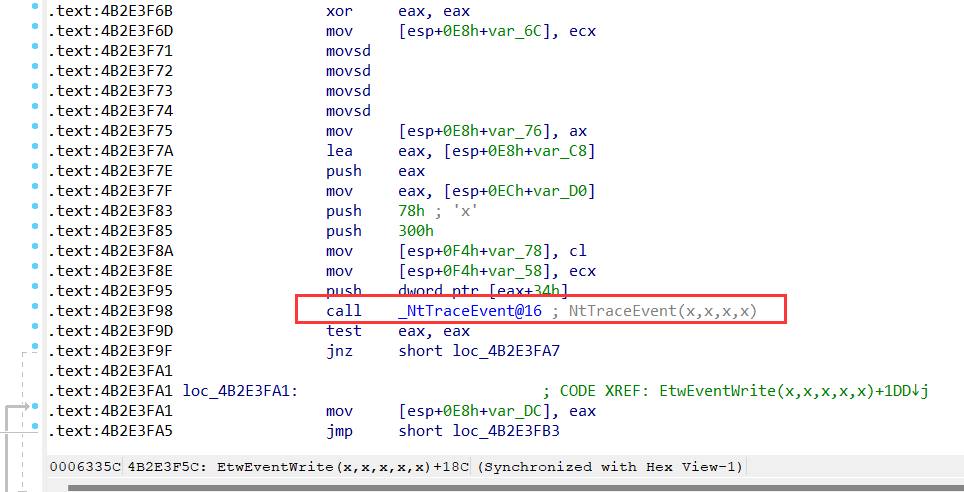 .text:4B2E3F6B xor eax, eax
.text:4B2E3F6D mov [esp+0E8h+var_6C], ecx
.text:4B2E3F71 movsd
.text:4B2E3F72 movsd
.text:4B2E3F73 movsd
.text:4B2E3F74 movsd
.text:4B2E3F75 mov [esp+0E8h+var_76], ax
.text:4B2E3F7A lea eax, [esp+0E8h+var_C8]
.text:4B2E3F7E push eax
.text:4B2E3F7F mov eax, [esp+0ECh+var_D0]
.text:4B2E3F83 push 78h ; 'x'
.text:4B2E3F85 push 300h
.text:4B2E3F8A mov [esp+0F4h+var_78], cl
.text:4B2E3F8E mov [esp+0F4h+var_58], ecx
.text:4B2E3F95 push dword ptr [eax+34h]
.text:4B2E3F98 call _NtTraceEvent@16 ; NtTraceEvent(x,x,x,x)
.text:4B2E3F9D test eax, eax
.text:4B2E3F9F jnz short loc_4B2E3FA7
.text:4B2E3FA1
.text:4B2E3FA1 loc_4B2E3FA1: ; CODE XREF: EtwEventWrite(x,x,x,x,x)+1DD↓j
.text:4B2E3FA1 mov [esp+0E8h+var_DC], eax
.text:4B2E3FA5 jmp short loc_4B2E3FB3
0006335C 4B2E3F5C: EtwEventWrite(x,x,x,x,x)+18C (Synchronized with Hex View-1)